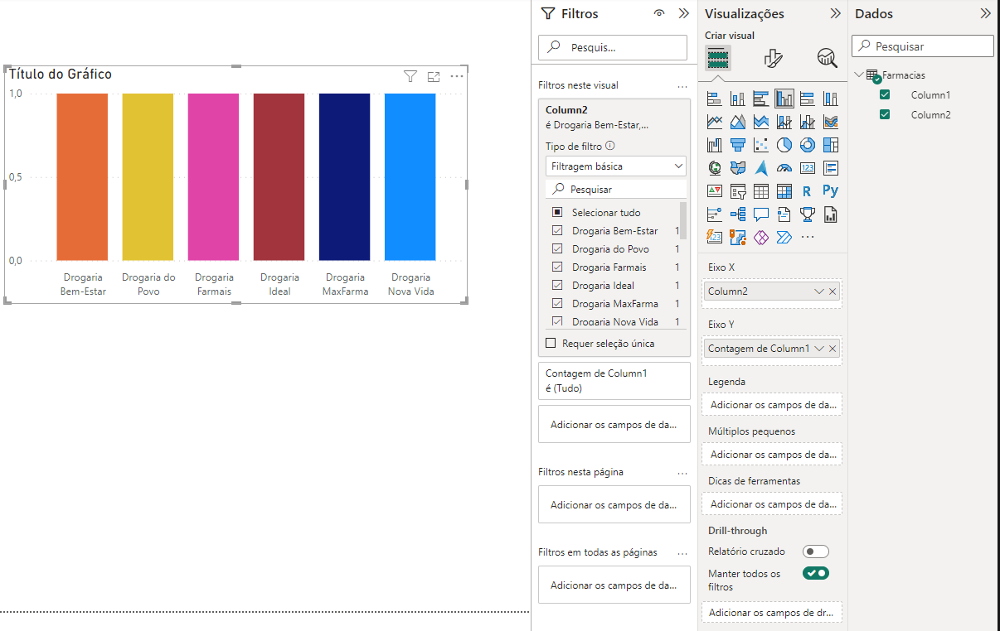 Título do Gráfico
1,0
0,5
0,0
Drogaria
Bem-Estar
Drogaria do
Povo
Drogaria
Farmais
Drogaria
Ideal
Drogaria
MaxFarma
Drogaria
Nova Vida
Filtros
Pesquis...
Filtros neste visual
...
Column2
é Drogaria Bem-Estar,...
Tipo de filtro
Filtragem básica
Pesquisar
Selecionar tudo
Drogaria Bem-Estar 1
Drogaria do Povo 1
Drogaria Farmais 1
Drogaria Ideal 1
Drogaria MaxFarma 1
Drogaria Nova Vida 1
Requer seleção única
Contagem de Column1
é (Tudo)
Adicionar os campos de da...
Filtros nesta página
...
Adicionar os campos de da...
Filtros em todas as páginas
...
Adicionar os campos de da...
Visualizações
Criar visual
123
R
Py
123
...
Eixo X
Column2
Eixo Y
Contagem de Column1
Legenda
Adicionar os campos de da...
Múltiplos pequenos
Adicionar os campos de da...
Dicas de ferramentas
Adicionar os campos de da...
Drill-through
Relatório cruzado
Manter todos os
filtros
Adicionar os campos de dr...
Dados
Pesquisar
Farmacias
Column1
Column2